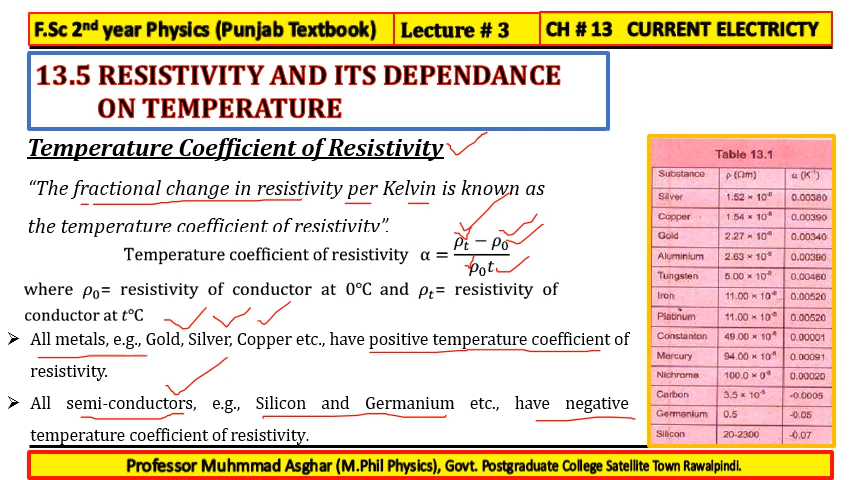 F.Sc 2nd year Physics (Punjab Textbook) Lecture # 3 CH # 13 CURRENT ELECTRICTY
13.5 RESISTIVITY AND ITS DEPENDANCE
ON TEMPERATURE
Temperature Coefficient of Resistivity
“The fractional change in resistivity per Kelvin is known as
the temperature coefficient of resistivity”.
Temperature coefficient of resistivity α = (ρt − ρ0) / ρ0t
where ρ0= resistivity of conductor at 0°C and ρt= resistivity of
conductor at t°C
➢ All metals, e.g., Gold, Silver, Copper etc., have positive temperature coefficient of
resistivity.
➢ All semi-conductors, e.g., Silicon and Germanium etc., have negative
temperature coefficient of resistivity.
Table 13.1
Substance ρ (Ωm) α (K⁻¹)
Silver 1.52 × 10⁻⁸ 0.00380
Copper 1.54 × 10⁻⁸ 0.00390
Gold 2.27 × 10⁻⁸ 0.00340
Aluminium 2.63 × 10⁻⁸ 0.00390
Tungsten 5.00 × 10⁻⁸ 0.00460
Iron 11.00 × 10⁻⁸ 0.00520
Platinum 11.00 × 10⁻⁸ 0.00520
Constanton 49.00 × 10⁻⁸ 0.00001
Mercury 94.00 × 10⁻⁸ 0.00091
Nichrome 100.0 × 0⁻⁸ 0.00020
Carbon 3.5 × 10⁻⁵ -0.0005
Germanium 0.5 -0.05
Silicon 20-2300 -0.07
Professor Muhmmad Asghar (M.Phil Physics), Govt. Postgraduate College Satellite Town Rawalpindi.